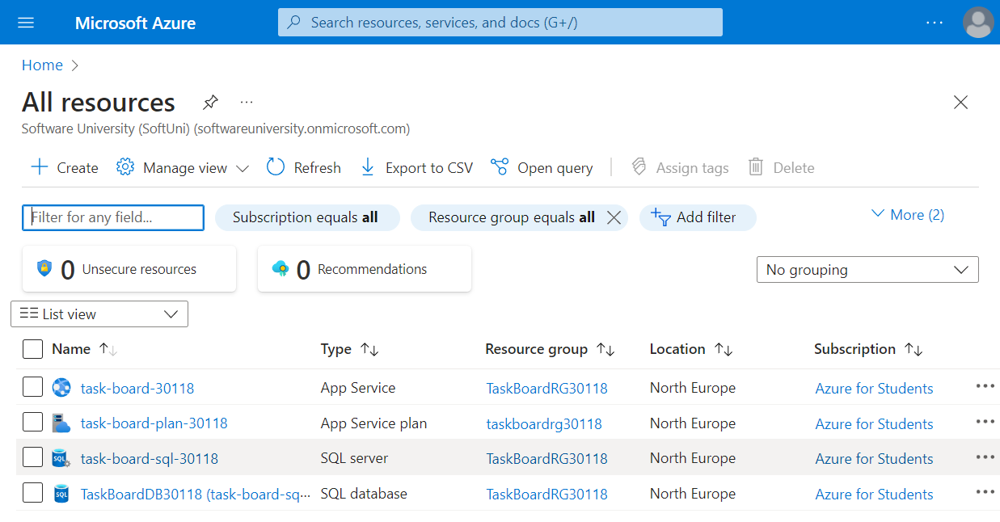 Microsoft Azure
Search resources, services, and docs (G+/)
Home
All resources
Software University (SoftUni) (softwareuniversity.onmicrosoft.com)
Create Manage view Refresh Export to CSV Open query Assign tags Delete
Filter for any field... Subscription equals all Resource group equals all Add filter More (2)
0 Unsecure resources 0 Recommendations No grouping
List view
Name Type Resource group Location Subscription
task-board-30118 App Service TaskBoardRG30118 North Europe Azure for Students
task-board-plan-30118 App Service plan taskboardrg30118 North Europe Azure for Students
SQL task-board-sql-30118 SQL server TaskBoardRG30118 North Europe Azure for Students
SQL TaskBoardDB30118 (task-board-sq... SQL database TaskBoardRG30118 North Europe Azure for Students